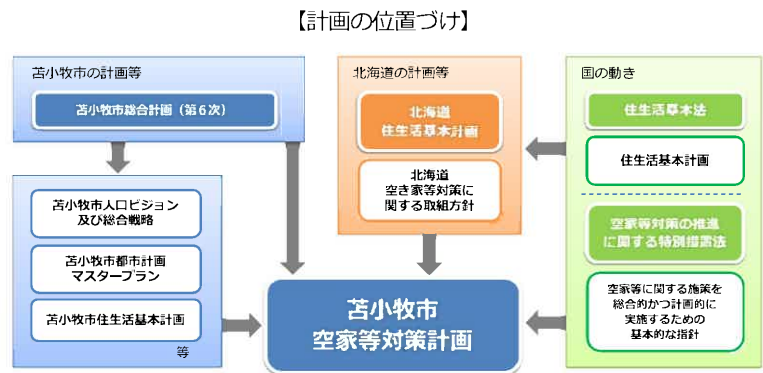 【計画の位置づけ】
苫小牧市の計画等
苫小牧市総合計画（第６次）
苫小牧市人口ビジョン
及び総合戦略
苫小牧市都市計画
マスタープラン
苫小牧市住生活基本計画
等
北海道の計画等
北海道
住生活基本計画
北海道
空き家等対策に
関する取組方針
国の動き
住生活基本法
住生活基本計画
空家等対策の推進
に関する特別措置法
空家等に関する施策を
総合的かつ計画的に
実施するための
基本的な指針
苫小牧市
空家等対策計画